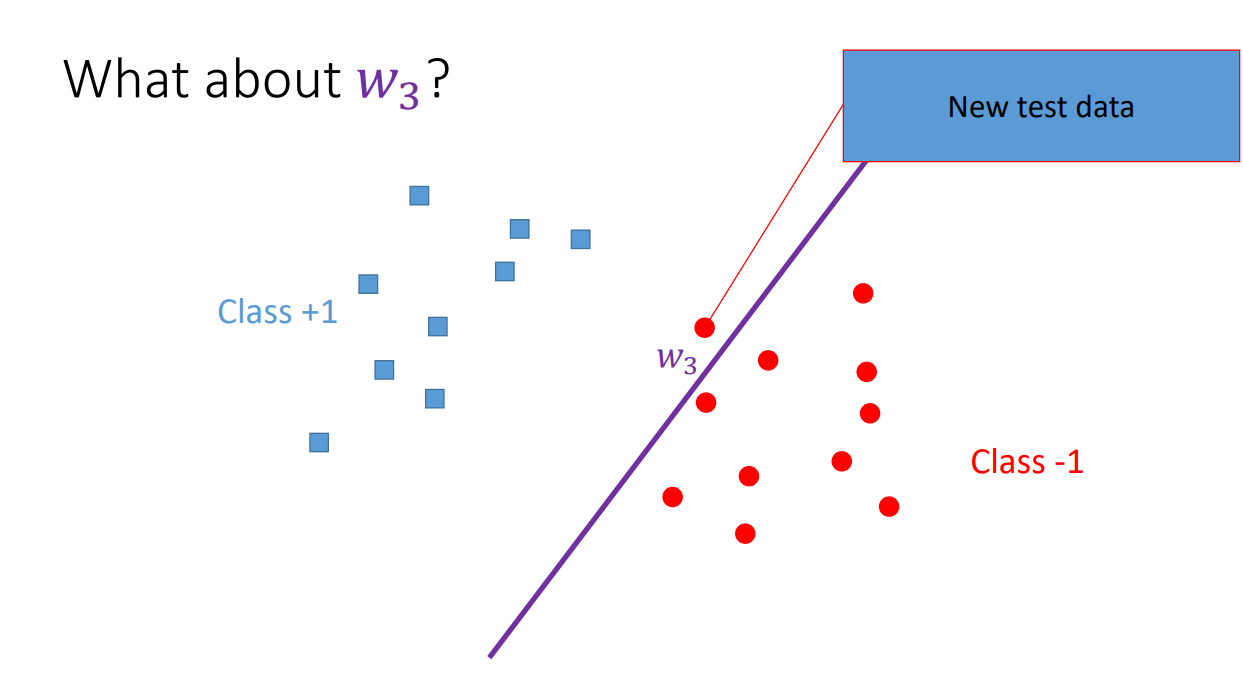 What about w₃?
New test data
Class +1
w₃
Class -1